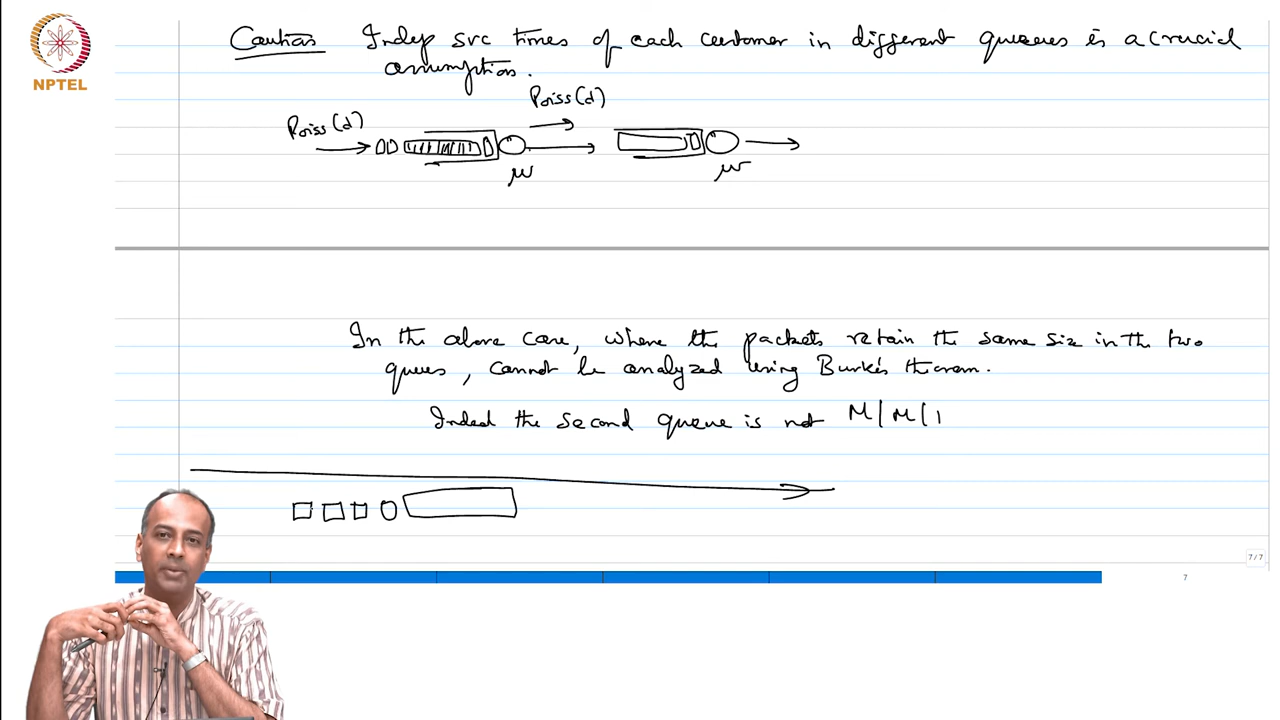 NPTEL
Caution Indep svc times of each customer in different queues is a crucial
assumption.
Poiss(λ)
Poiss(λ)
μ
μ
In the above case, where the packets retain the same size in the two
queues, cannot be analyzed using Burke's theorem.
Indeed the second queue is not M/M/1
7/7
7